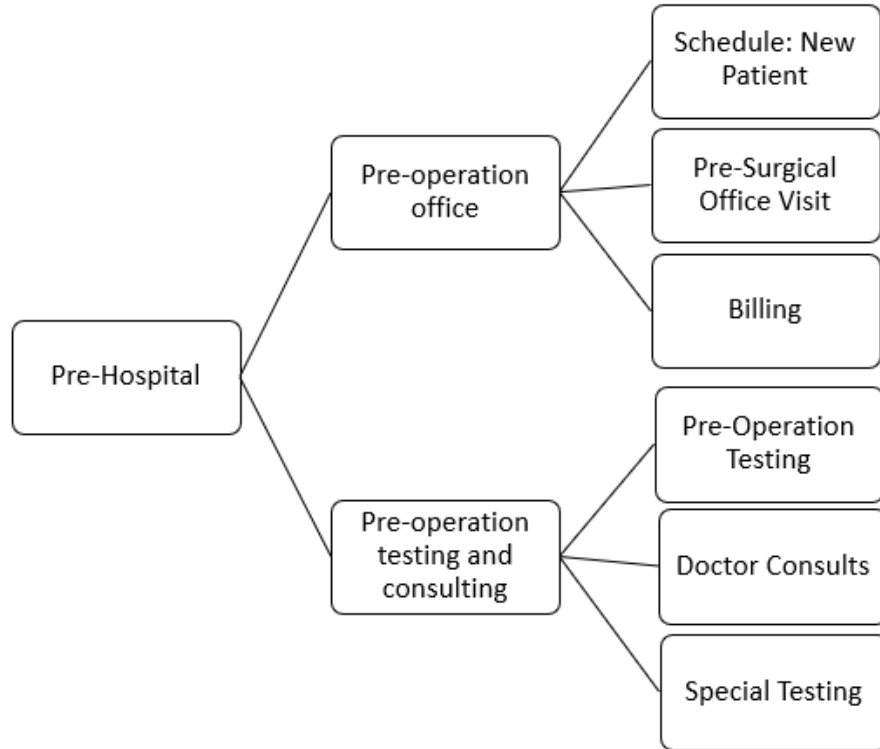 Schedule: New
Patient
Pre-operation
office
Pre-Surgical
Office Visit
Billing
Pre-Hospital
Pre-Operation
Testing
Pre-operation
testing and
consulting
Doctor Consults
Special Testing